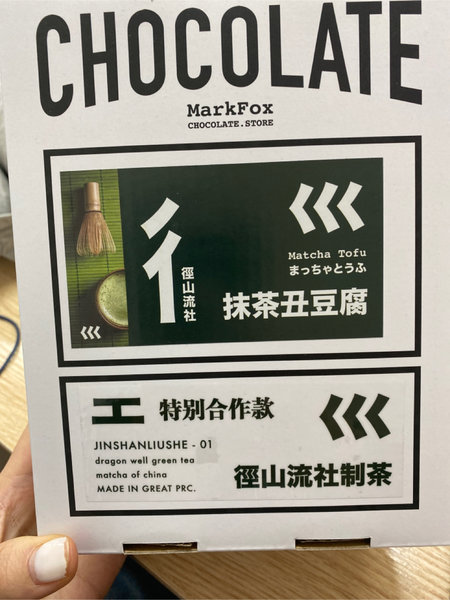 CHOCOLATE
MarkFox
CHOCOLATE.STORE
徑山流社
Matcha Tofu
まっちゃとうふ
抹茶丑豆腐
特别合作款
JINSHANLIUSHE - 01
dragon well green tea
matcha of china
MADE IN GREAT PRC.
徑山流社制茶